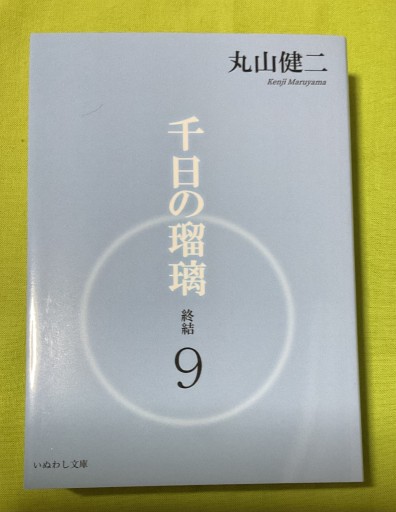 丸山健二
Kenji Maruyama
千日の瑠璃
終結
9
いぬわし文庫